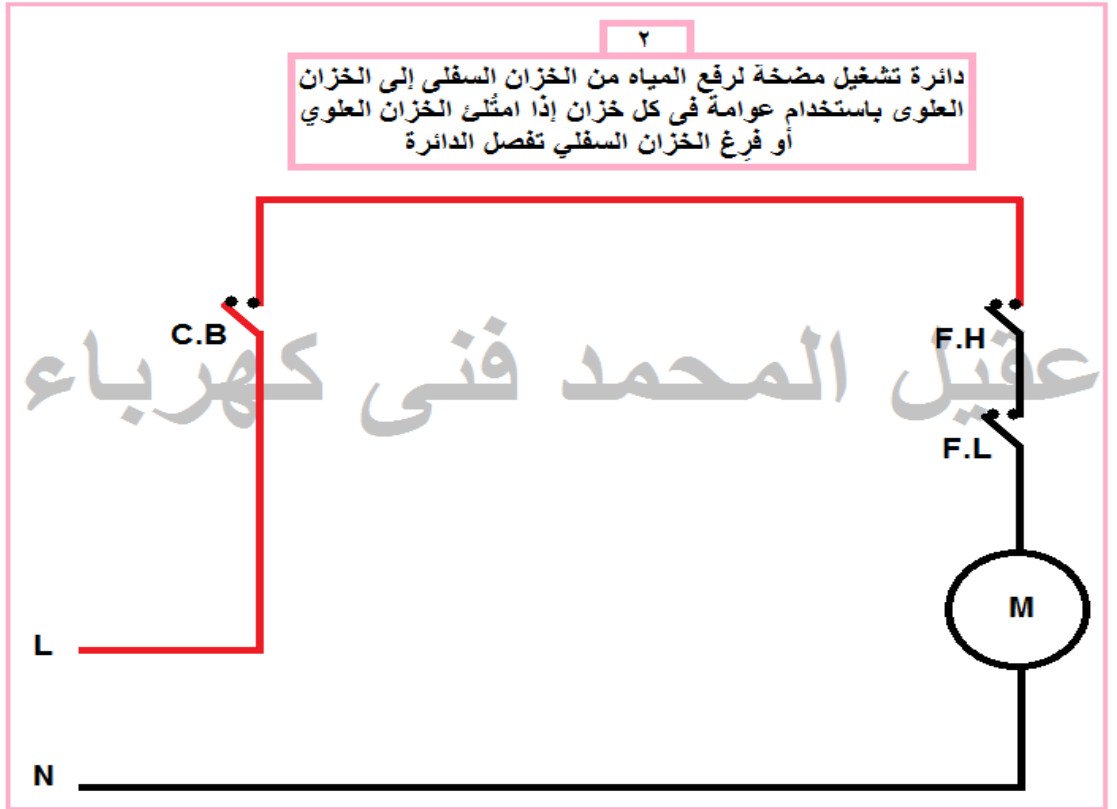 ٢
دائرة تشغيل مضخة لرفع المياه من الخزان السفلى إلى الخزان
العلوى باستخدام عوامة فى كل خزان إذا امتُلئ الخزان العلوي
أو فرِغ الخزان السفلي تفصل الدائرة
C.B
F.H
عقيل المحمد فنى كهرباء
F.L
M
L
N